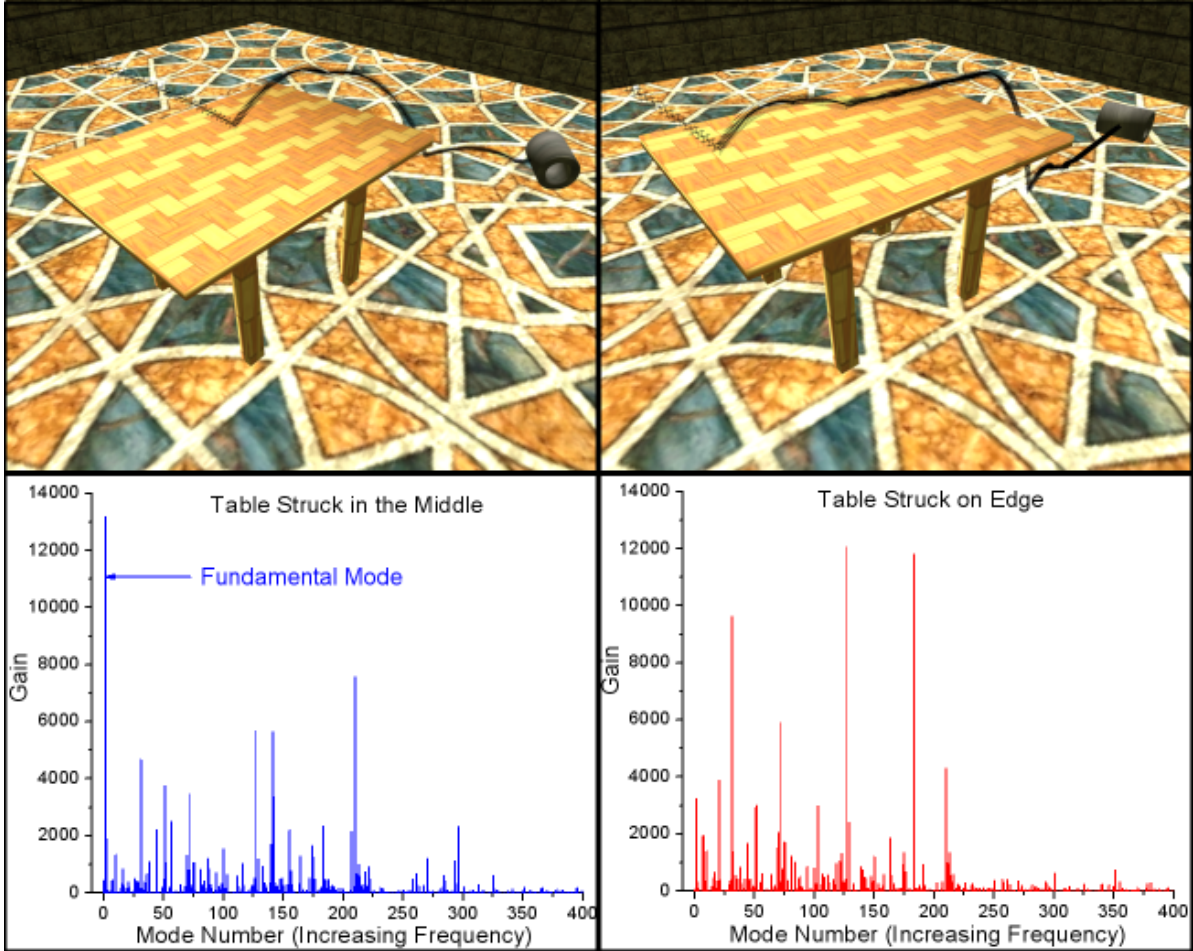 Table Struck in the Middle
Fundamental Mode
14000
12000
10000
8000
6000
4000
2000
0
Gain
0 50 100 150 200 250 300 350 400
Mode Number (Increasing Frequency)
Table Struck on Edge
14000
12000
10000
8000
6000
4000
2000
0
Gain
0 50 100 150 200 250 300 350 400
Mode Number (Increasing Frequency)